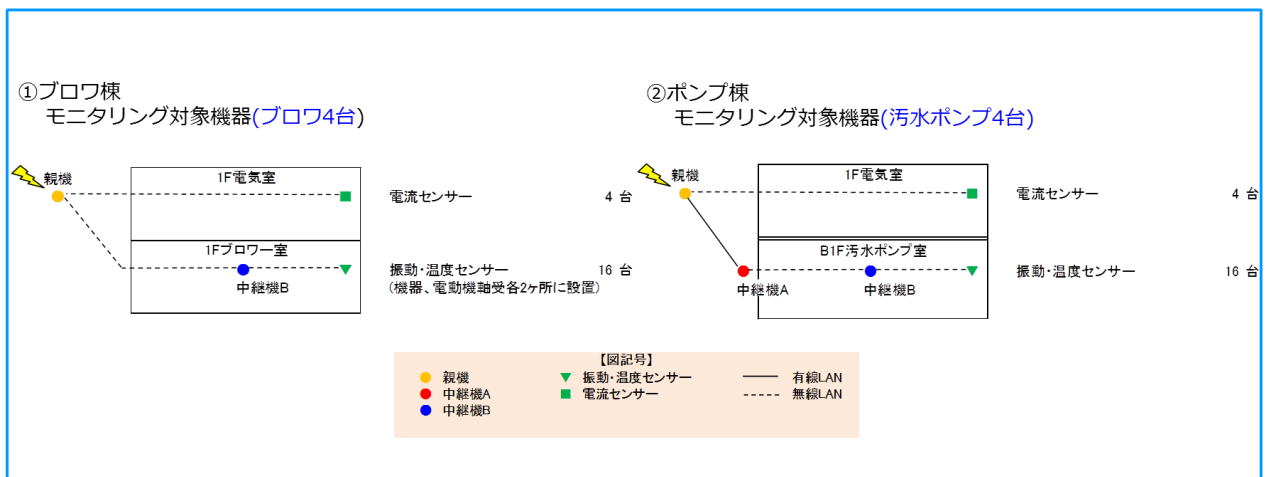 ①ブロワ棟
モニタリング対象機器(ブロワ4台)
親機
1F電気室
電流センサー 4 台
1Fブロワー室
中継機B
振動・温度センサー 16 台
(機器、電動機軸受各2ヶ所に設置)
②ポンプ棟
モニタリング対象機器(汚水ポンプ4台)
親機
1F電気室
電流センサー 4 台
B1F汚水ポンプ室
中継機A
中継機B
振動・温度センサー 16 台
【図記号】
親機 振動・温度センサー 有線LAN
中継機A 電流センサー 無線LAN
中継機B